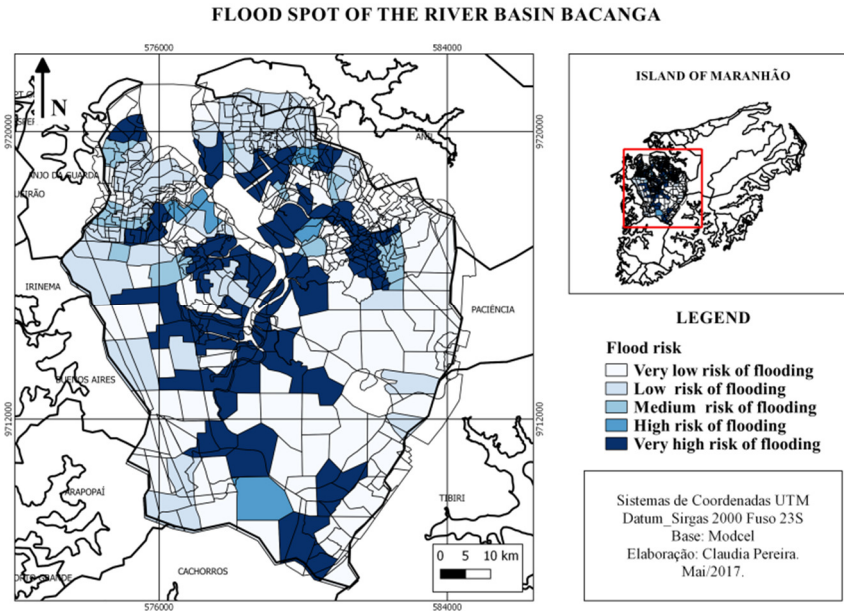 FLOOD SPOT OF THE RIVER BASIN BACANGA
576000
584000
N
9720000
9720000
ANIL
ANJO DA GUARDA
IRINEMA
PACIÊNCIA
BUENOS AIRES
9712000
9712000
ARAPOPAÍ
TIBIRI
CACHORROS
0 5 10 km
576000
584000
ISLAND OF MARANHÃO
LEGEND
Flood risk
Very low risk of flooding
Low risk of flooding
Medium risk of flooding
High risk of flooding
Very high risk of flooding
Sistemas de Coordenadas UTM
Datum_Sirgas 2000 Fuso 23S
Base: Modcel
Elaboração: Claudia Pereira.
Mai/2017.